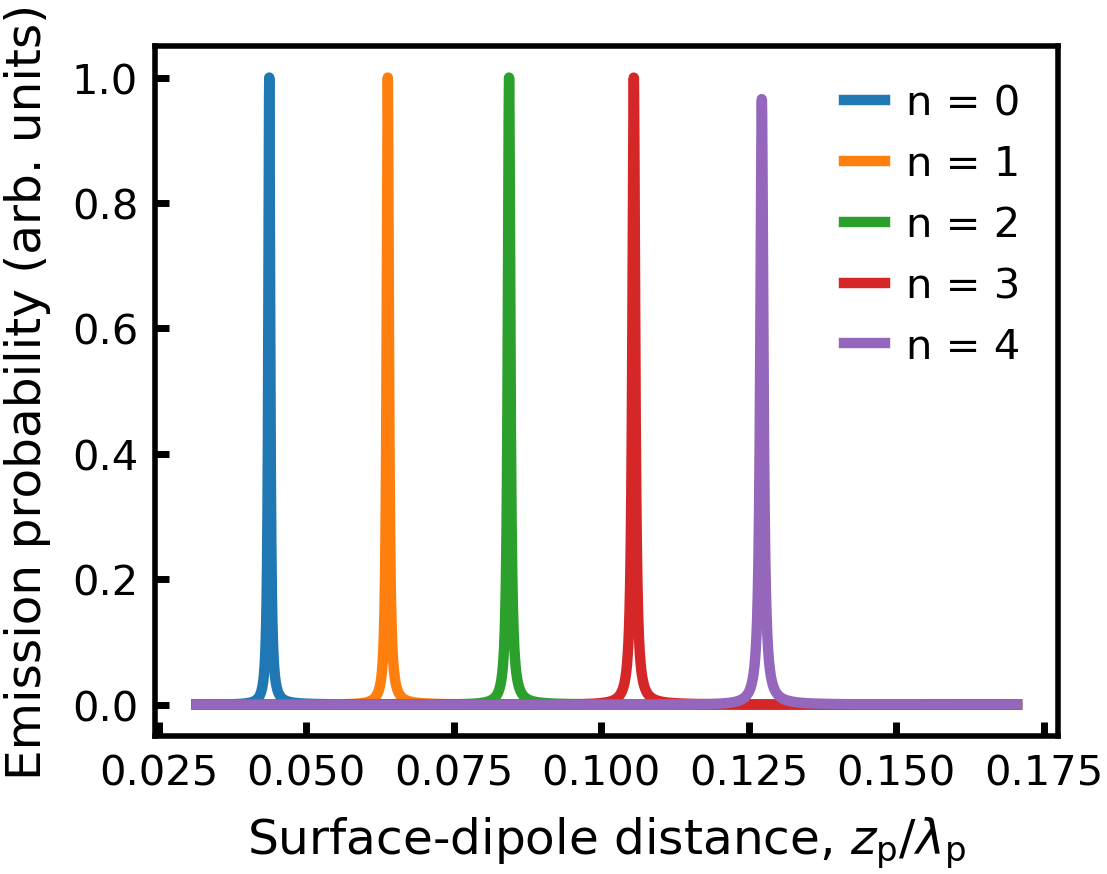 Emission probability (arb. units)
1.0
0.8
0.6
0.4
0.2
0.0
n = 0
n = 1
n = 2
n = 3
n = 4
0.025 0.050 0.075 0.100 0.125 0.150 0.175
Surface-dipole distance, zₚ/λₚ